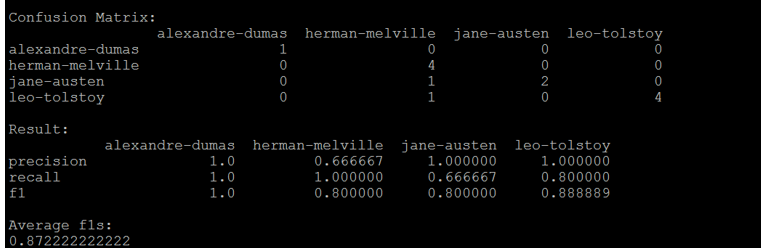 Confusion Matrix:
alexandre-dumas herman-melville jane-austen leo-tolstoy
alexandre-dumas 1 0 0 0
herman-melville 0 4 0 0
jane-austen 0 1 2 0
leo-tolstoy 0 1 0 4
Result:
alexandre-dumas herman-melville jane-austen leo-tolstoy
precision 1.0 0.666667 1.000000 1.000000
recall 1.0 1.000000 0.666667 0.800000
f1 1.0 0.800000 0.800000 0.888889
Average f1s:
0.872222222222